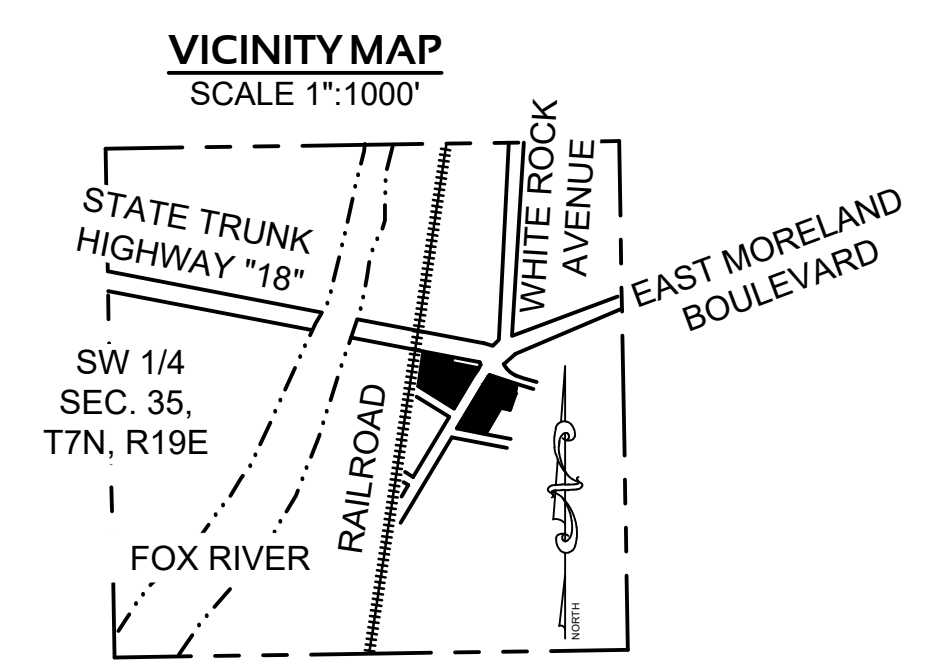 VICINITY MAP
SCALE 1":1000'
WHITE ROCK
AVENUE
STATE TRUNK
HIGHWAY "18"
EAST MORELAND
BOULEVARD
SW 1/4
SEC. 35,
T7N, R19E
RAILROAD
FOX RIVER
NORTH